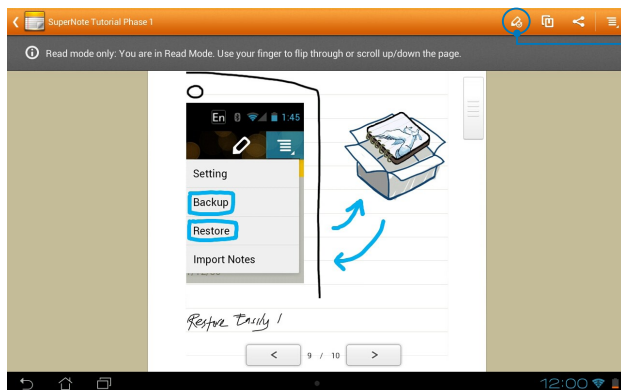 SuperNote Tutorial Phase 1
Read mode only: You are in Read Mode. Use your finger to flip through or scroll up/down the page.
En 1:45
Setting
Backup
Restore
Import Notes
Restore Easily !
9 / 10
12:00